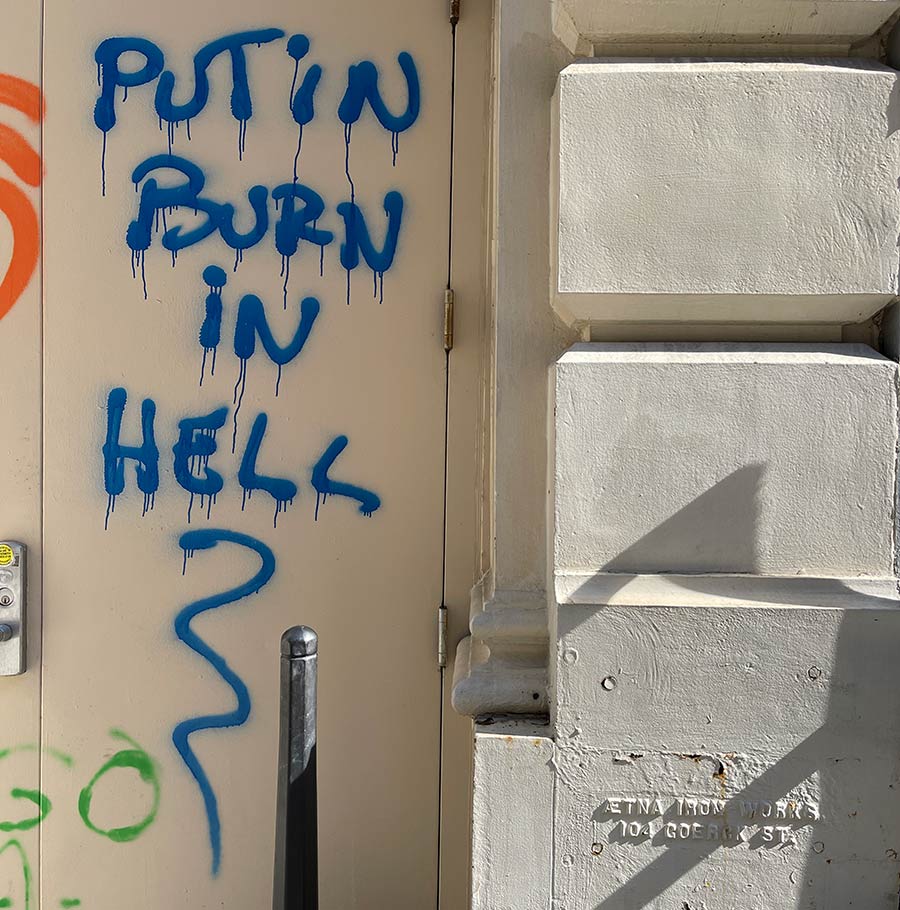 PUTiN
BURN
iN
HELL
ÆTNA IRON WORKS
104 GOERCK ST.